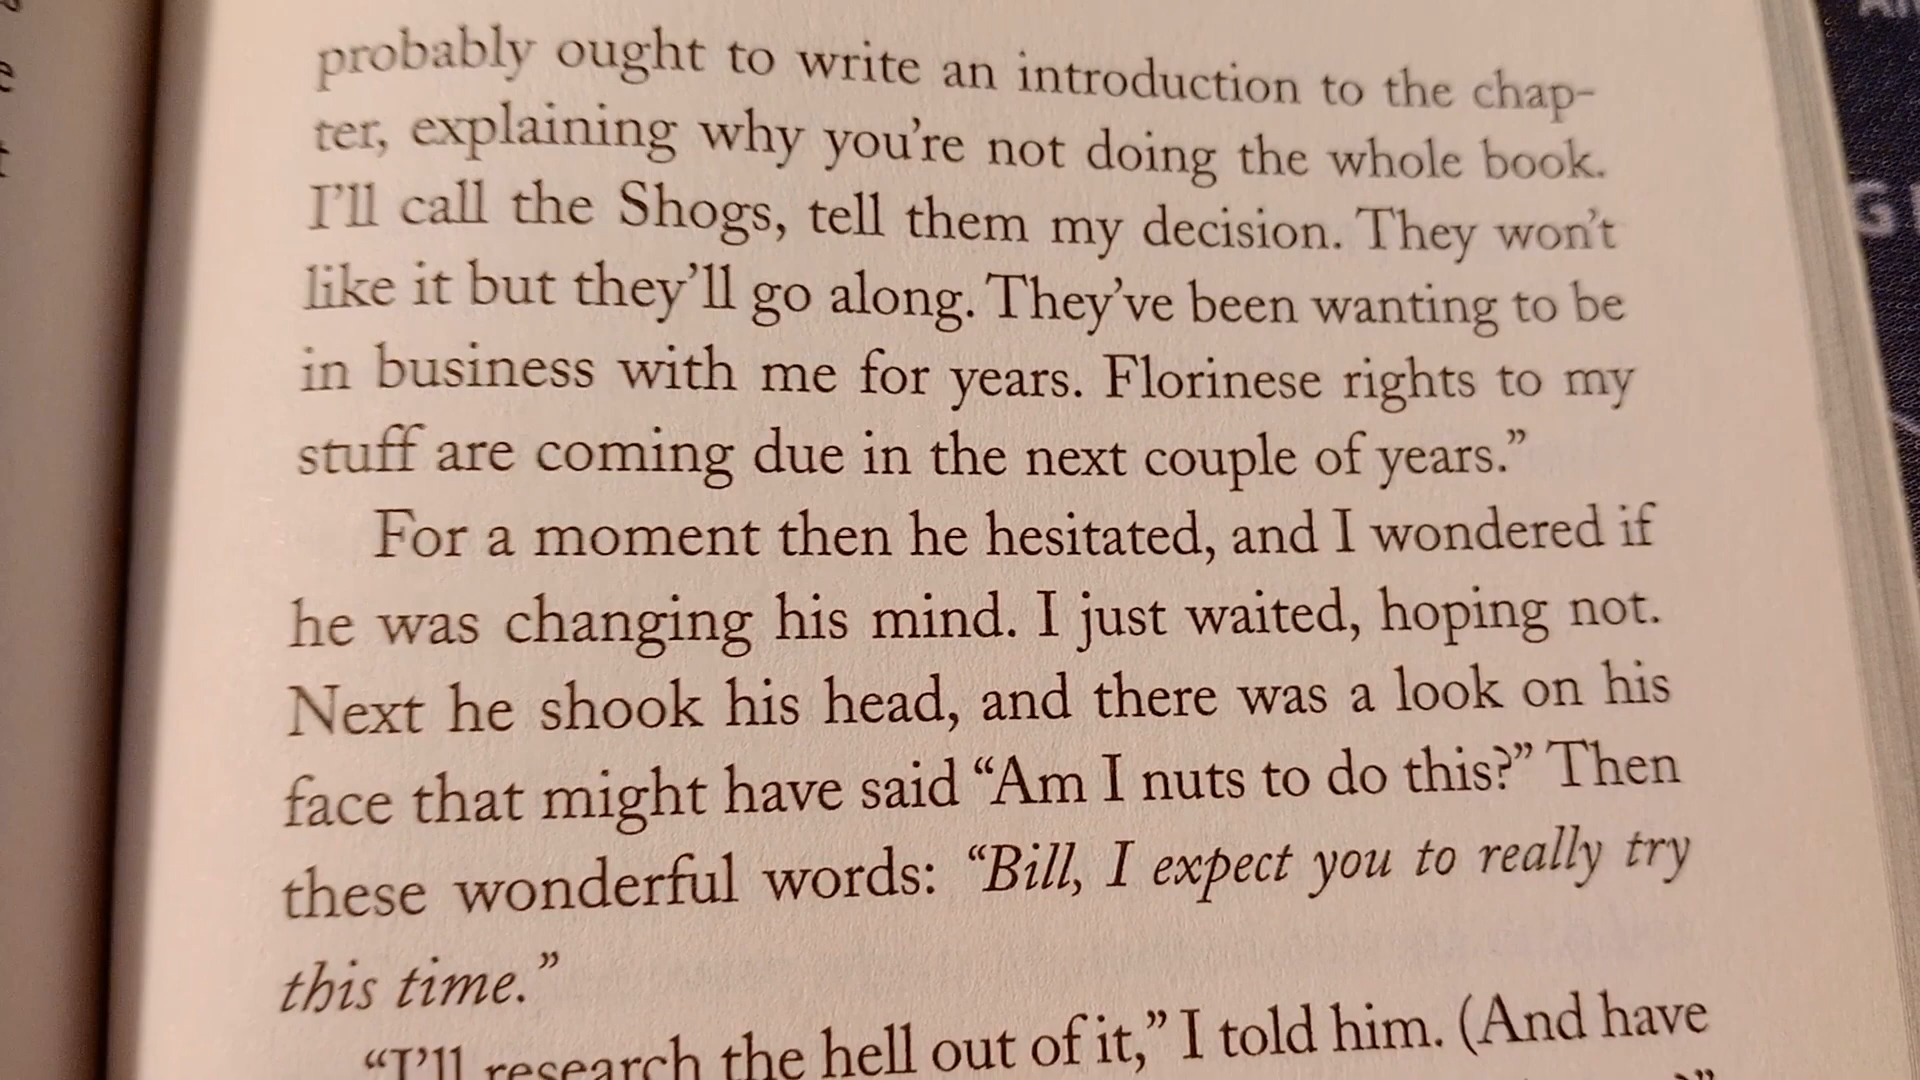 probably ought to write an introduction to the chap-
ter, explaining why you’re not doing the whole book.
I’ll call the Shogs, tell them my decision. They won’t
like it but they’ll go along. They’ve been wanting to be
in business with me for years. Florinese rights to my
stuff are coming due in the next couple of years.”
For a moment then he hesitated, and I wondered if
he was changing his mind. I just waited, hoping not.
Next he shook his head, and there was a look on his
face that might have said “Am I nuts to do this?” Then
these wonderful words: “Bill, I expect you to really try
this time.”
“I’ll research the hell out of it,” I told him. (And have